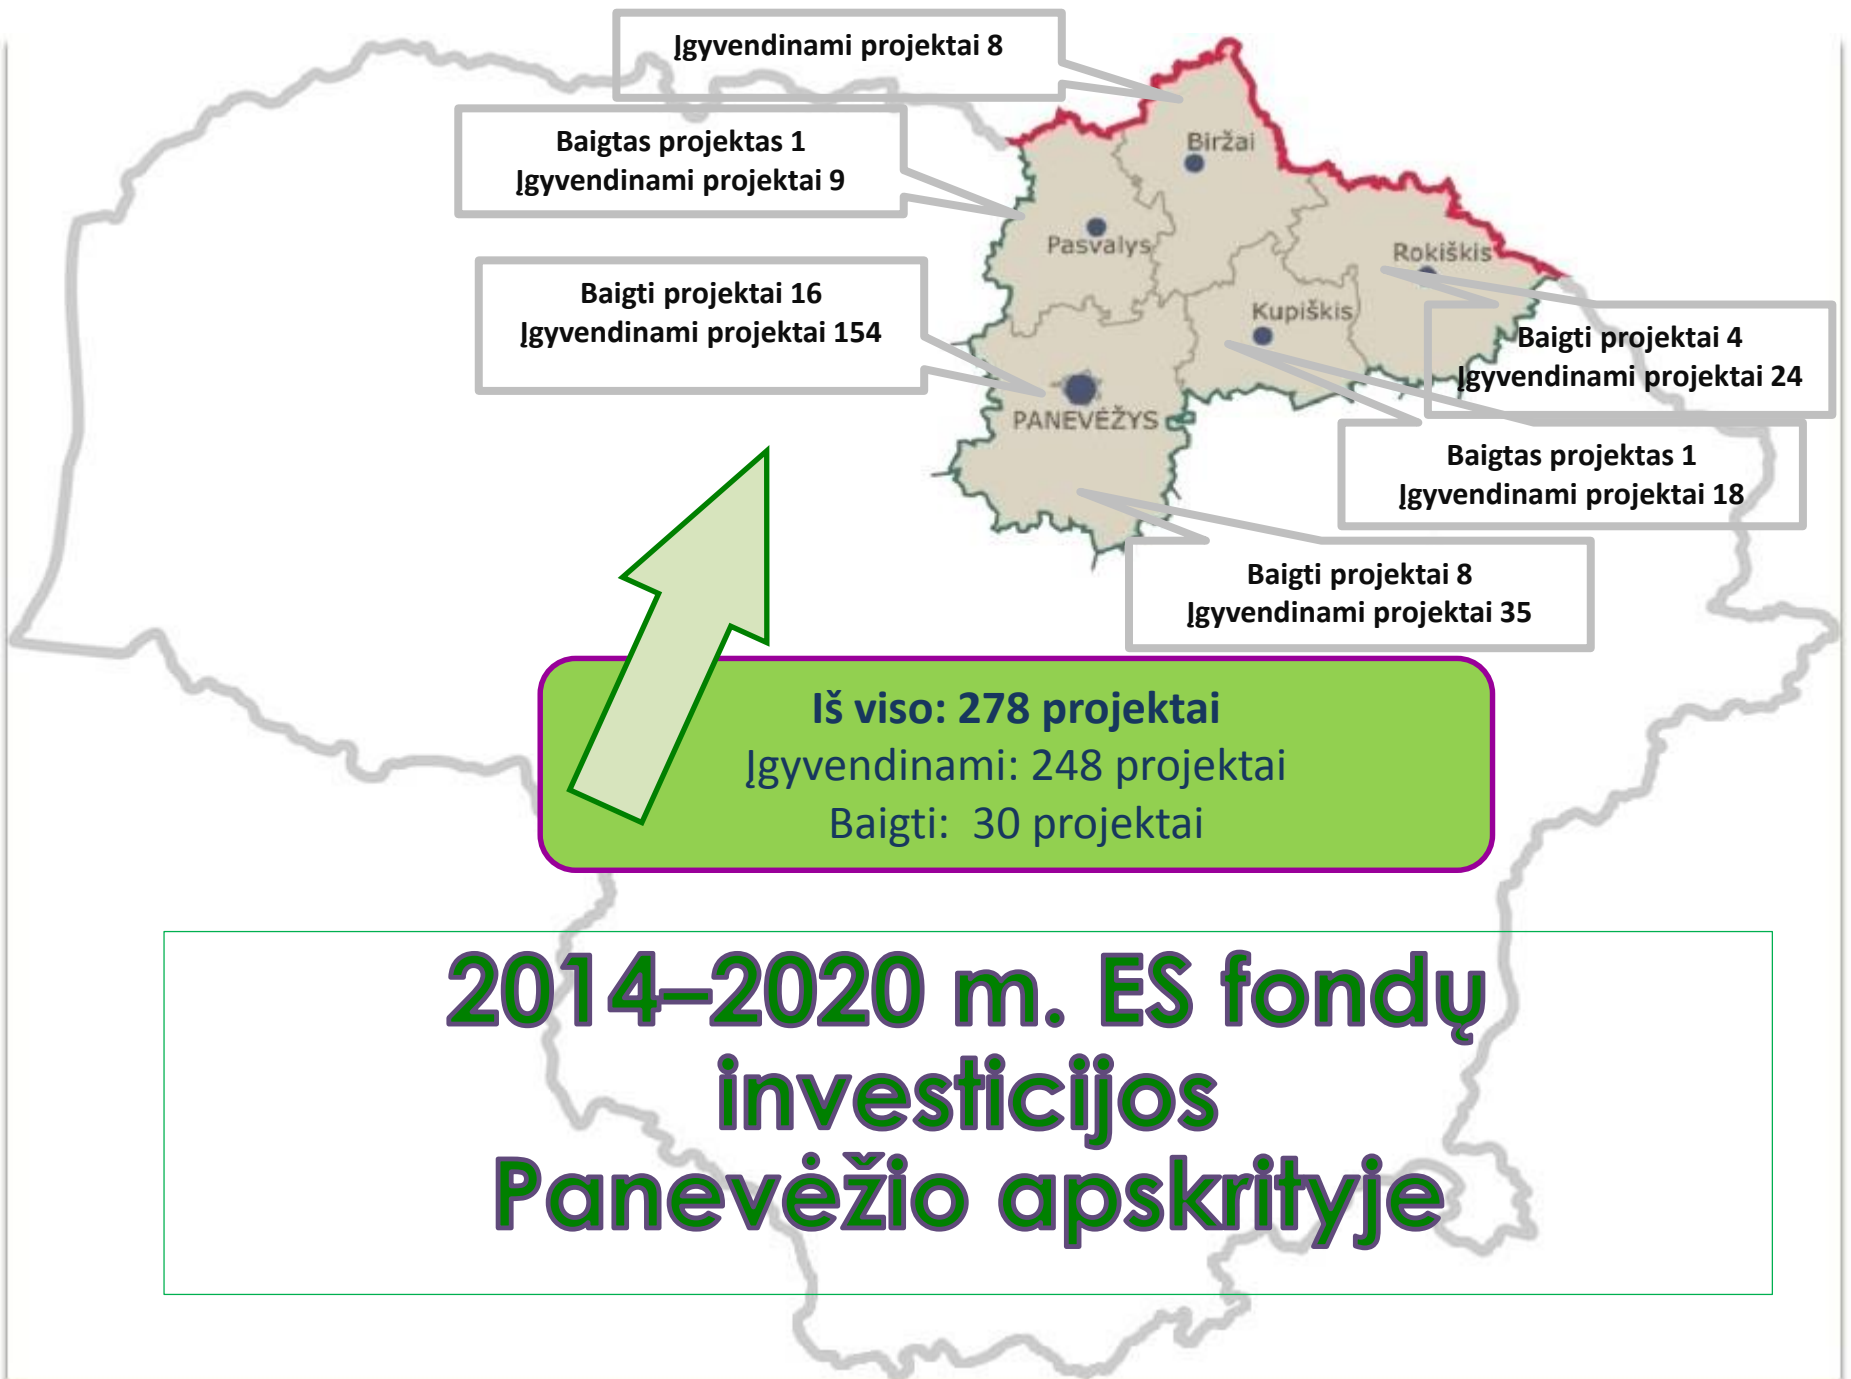 Įgyvendinami projektai 8
Baigtas projektas 1
Įgyvendinami projektai 9
Biržai
Pasvalys
Rokiškis
Baigti projektai 16
Įgyvendinami projektai 154
Kupiškis
Baigti projektai 4
Įgyvendinami projektai 24
PANEVĖŽYS
Baigtas projektas 1
Įgyvendinami projektai 18
Baigti projektai 8
Įgyvendinami projektai 35
Iš viso: 278 projektai
Įgyvendinami: 248 projektai
Baigti: 30 projektai
2014–2020 m. ES fondų
investicijos
Panevėžio apskrityje